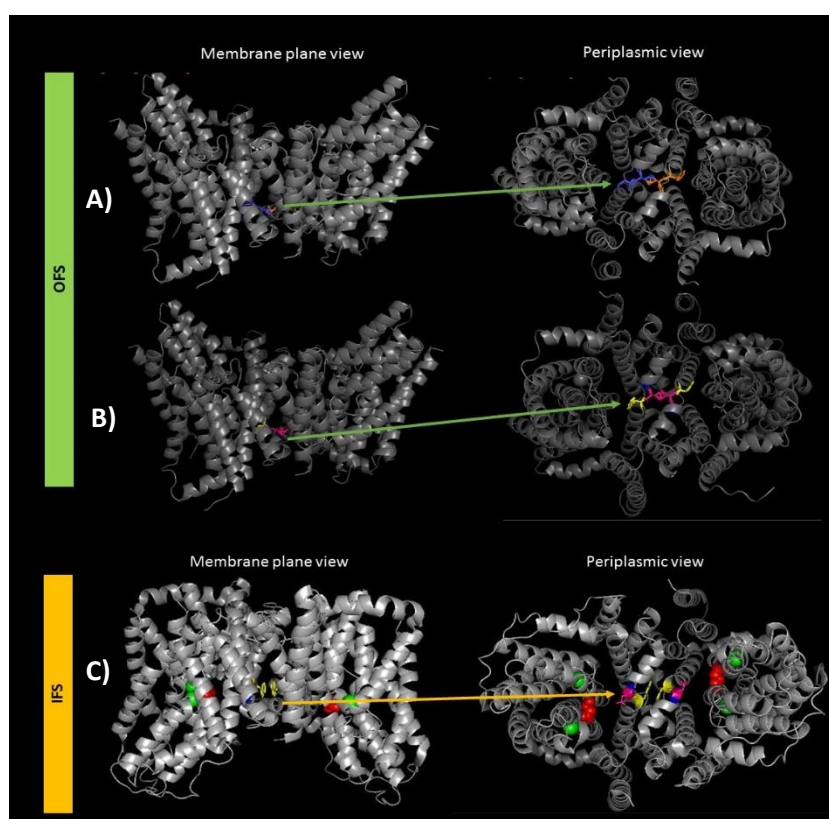 Membrane plane view
Periplasmic view
OFS
A)
B)
Membrane plane view
Periplasmic view
IFS
C)